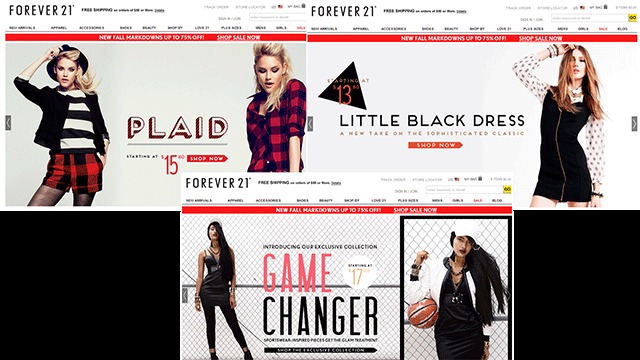 FOREVER 21
FREE SHIPPING on orders of $50 or More. Details
TRACK ORDER
STORE LOCATOR
MY BAG
SIGN IN / JOIN
GO
NEW ARRIVALS APPAREL ACCESSORIES SHOES BEAUTY SHOP BY LOVE 21 PLUS SIZES MEN'S GIRLS SALE BLOG
NEW FALL MARKDOWNS UP TO 75% OFF! SHOP SALE NOW
PLAID
STARTING AT
$15.80
SHOP NOW
FOREVER 21
FREE SHIPPING on orders of $50 or More. Details
TRACK ORDER
STORE LOCATOR
MY BAG
SIGN IN / JOIN
GO
NEW ARRIVALS APPAREL ACCESSORIES SHOES BEAUTY SHOP BY LOVE 21 PLUS SIZES MENS GIRLS SALE BLOG
NEW FALL MARKDOWNS UP TO 75% OFF! SHOP SALE NOW
STARTING AT
$13.80
LITTLE BLACK DRESS
A NEW TAKE ON THE SOPHISTICATED CLASSIC
SHOP NOW
FOREVER 21
FREE SHIPPING on orders of $50 or More. Details
TRACK ORDER
STORE LOCATOR
MY BAG
SIGN IN / JOIN
GO
NEW ARRIVALS APPAREL ACCESSORIES SHOES BEAUTY SHOP BY LOVE 21 PLUS SIZES MENS GIRLS SALE BLOG
NEW FALL MARKDOWNS UP TO 75% OFF! SHOP SALE NOW
INTRODUCING OUR EXCLUSIVE COLLECTION
GAME
STARTING AT
$17.80
CHANGER
SPORTSWEAR-INSPIRED PIECES GET THE GLAM TREATMENT
SHOP THE EXCLUSIVE COLLECTION